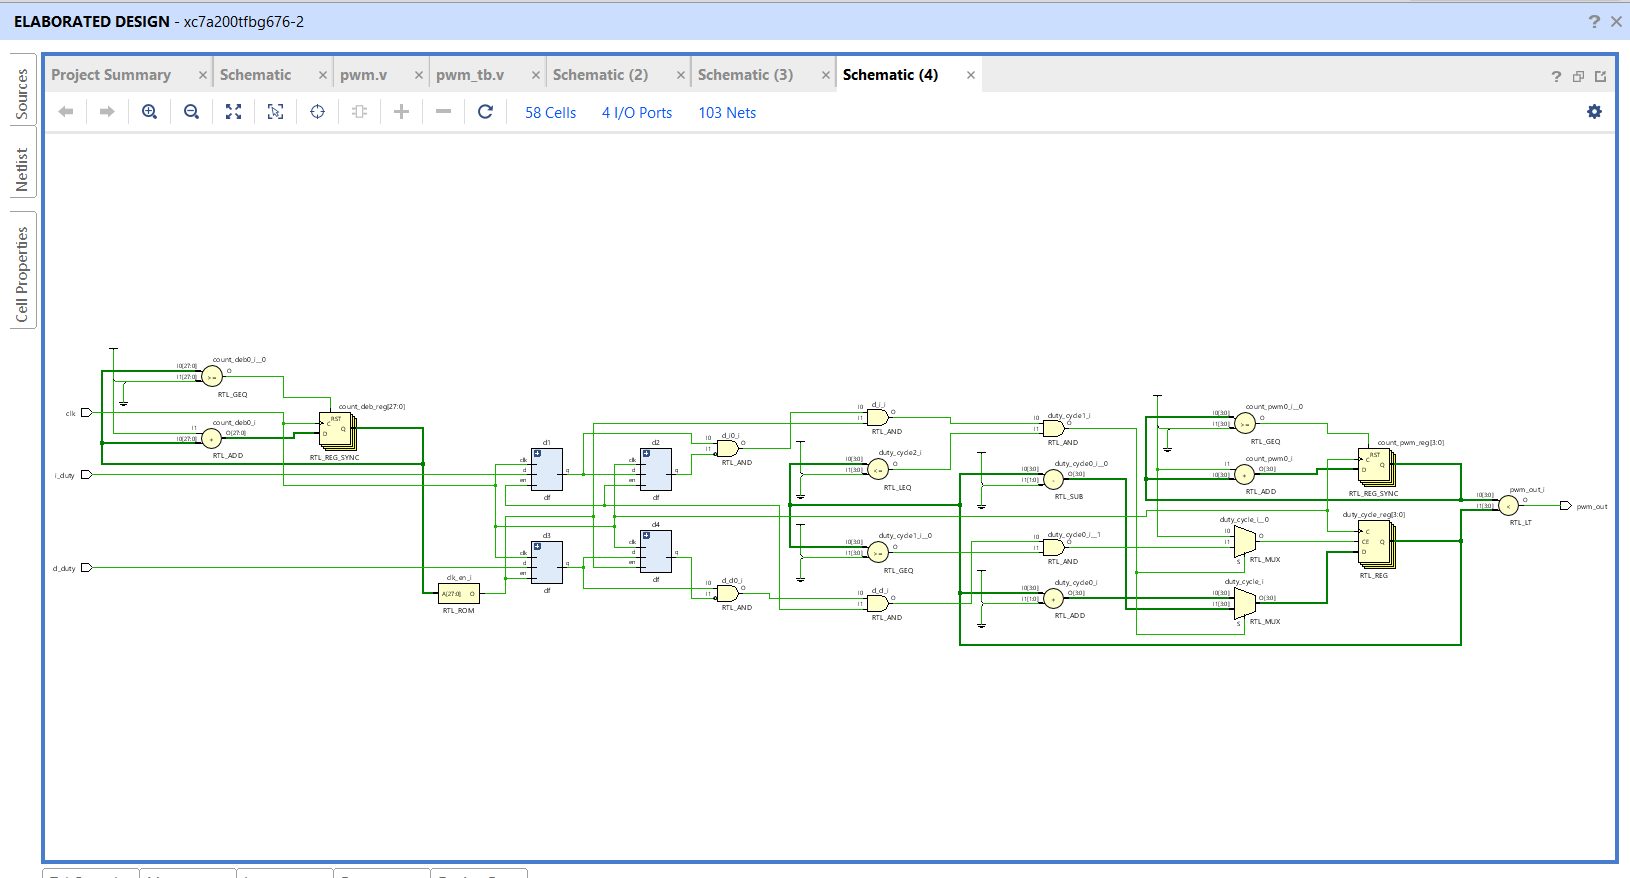 ELABORATED DESIGN - xc7a200tfbg676-2
Sources
Netlist
Cell Properties
Project Summary
Schematic
pwm.v
pwm_tb.v
Schematic (2)
Schematic (3)
Schematic (4)
58 Cells
4 I/O Ports
103 Nets
count_deb0_i__0
I0[27:0]
I1[27:0]
O
>=
RTL_GEQ
clk
count_deb0_i
I1
I0[27:0]
O[27:0]
+
RTL_ADD
count_deb_reg[27:0]
RST
C
D
Q
RTL_REG_SYNC
i_duty
d_duty
clk_en_i
A[27:0]
O
RTL_ROM
d1
clk
d
en
q
df
d2
clk
d
en
q
df
d3
clk
d
en
q
df
d4
clk
d
en
q
df
d_i0_i
I0
I1
O
RTL_AND
d_d0_i
I0
I1
O
RTL_AND
d_i_i
I0
I1
O
RTL_AND
duty_cycle2_i
I0[3:0]
I1[3:0]
O
<=
RTL_LEQ
duty_cycle1_i__0
I0[3:0]
I1[3:0]
O
>=
RTL_GEQ
d_d_i
I0
I1
O
RTL_AND
duty_cycle1_i
I0
I1
O
RTL_AND
duty_cycle0_i__0
I0[3:0]
I1[1:0]
O[3:0]
-
RTL_SUB
duty_cycle0_i__1
I0
I1
O
RTL_AND
duty_cycle0_i
I0[3:0]
I1[1:0]
O[3:0]
+
RTL_ADD
count_pwm0_i__0
I0[3:0]
I1[3:0]
O
>=
RTL_GEQ
count_pwm0_i
I1
I0[3:0]
O[3:0]
+
RTL_ADD
duty_cycle_i__0
I0
I1
S
O
RTL_MUX
duty_cycle_i
I0[3:0]
I1[3:0]
S
O[3:0]
RTL_MUX
count_pwm_reg[3:0]
RST
C
D
Q
RTL_REG_SYNC
duty_cycle_reg[3:0]
C
CE
D
Q
RTL_REG
pwm_out_i
I0[3:0]
I1[3:0]
O
<
RTL_LT
pwm_out